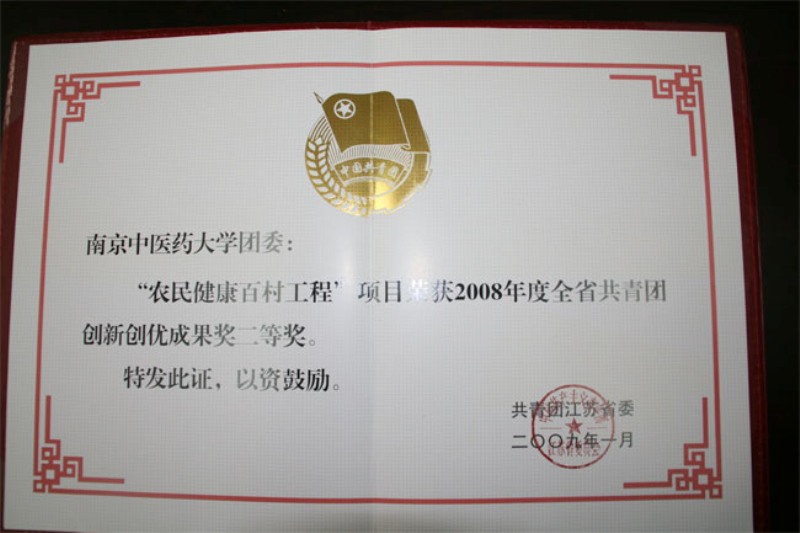 中国共青团
南京中医药大学团委：
“农民健康百村工程”项目荣获2008年度全省共青团
创新创优成果奖二等奖。
特发此证，以资鼓励。
共青团江苏省委
二〇〇九年一月